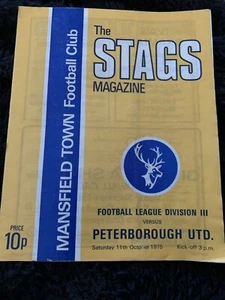 MANSFIELD TOWN Football Club
The
STAGS
MAGAZINE
FOOTBALL LEAGUE DIVISION III
VERSUS
PETERBOROUGH UTD.
Saturday 11th October 1975 Kick-off 3 p.m.
PRICE
10p